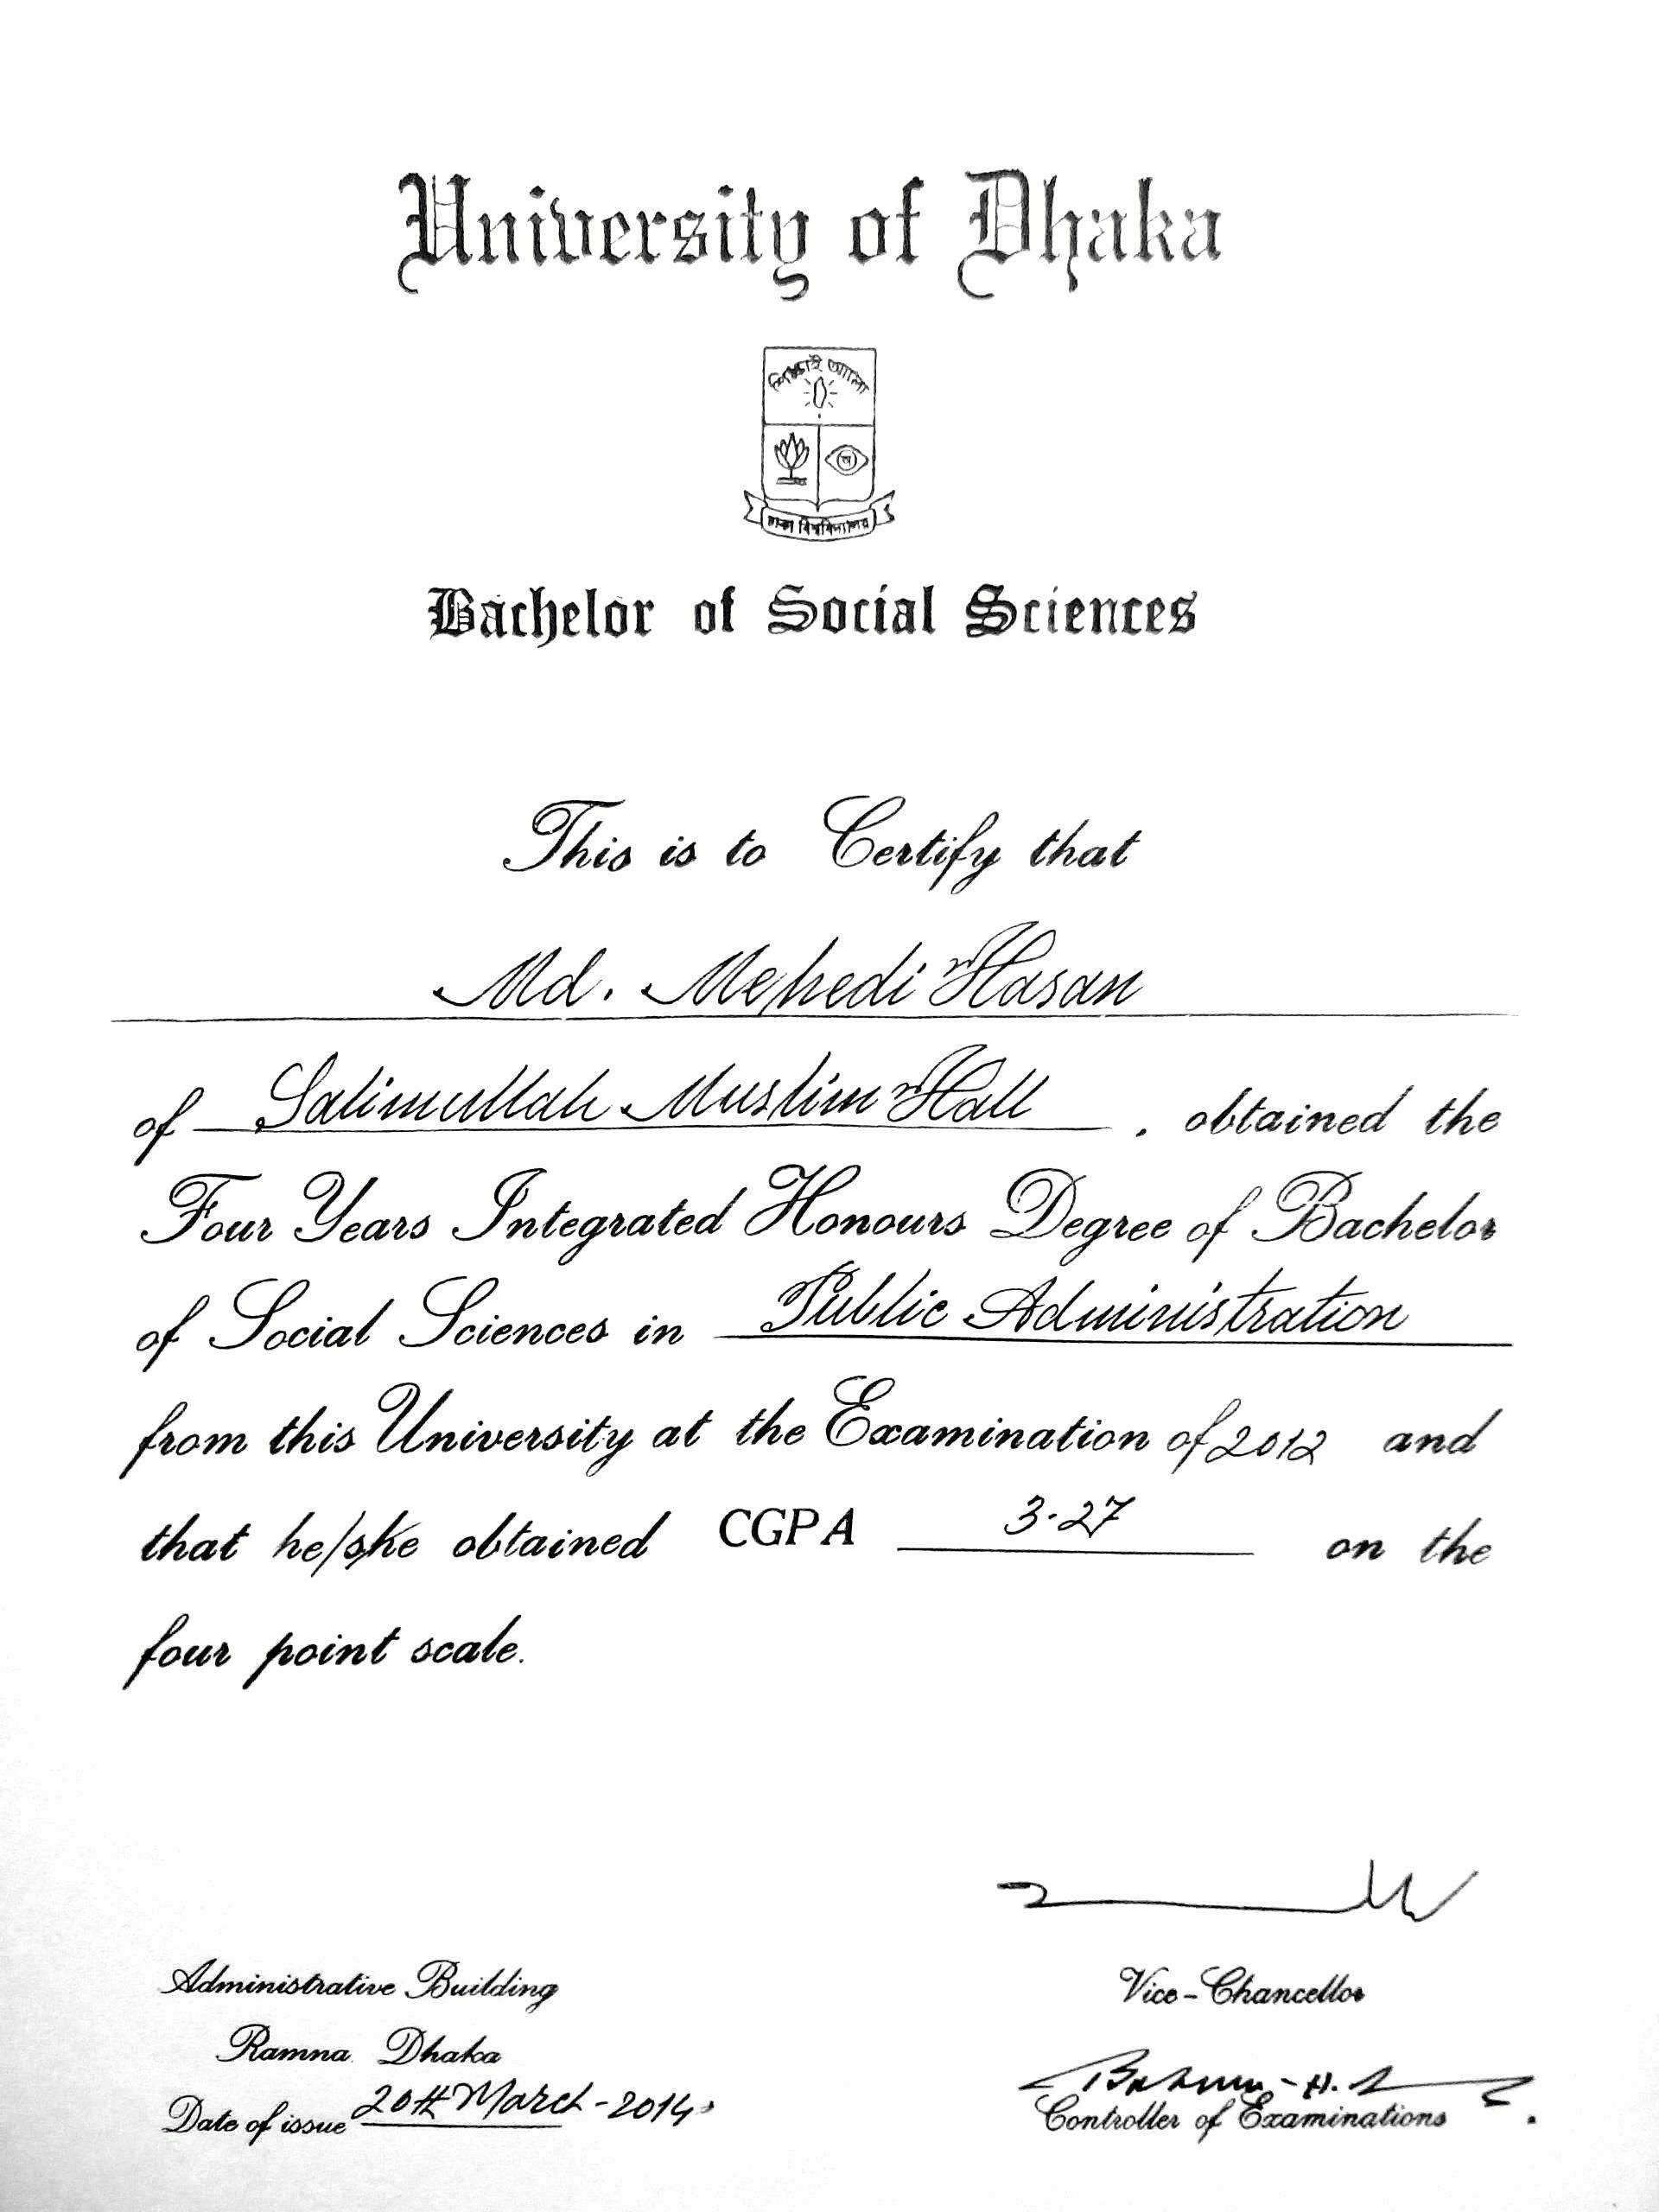 University of Dhaka
শিক্ষাই আলো
ঢাকা বিশ্ববিদ্যালয়
Bachelor of Social Sciences
This is to Certify that
Md. Mehedi Hasan
of Salimullah Muslim Hall , obtained the
Four Years Integrated Honours Degree of Bachelor
of Social Sciences in Public Administration
from this University at the Examination of 2012 and
that he/she obtained CGPA 3.27 on the
four point scale.
Administrative Building
Vice-Chancellor
Ramna Dhaka
Date of issue 20th March-2014
Controller of Examinations